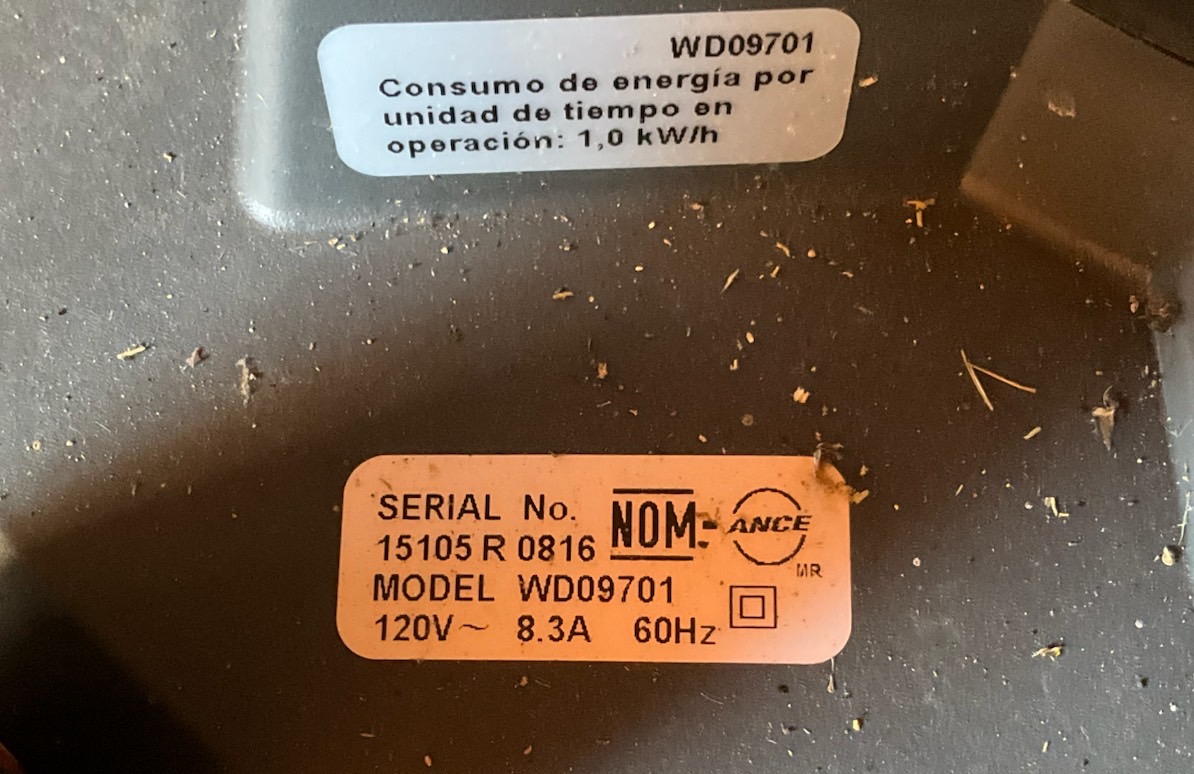 WD09701
Consumo de energía por
unidad de tiempo en
operación: 1,0 kW/h
SERIAL No.
15105 R 0816
NOM-ANCE
MR
MODEL WD09701
120V~ 8.3A 60Hz